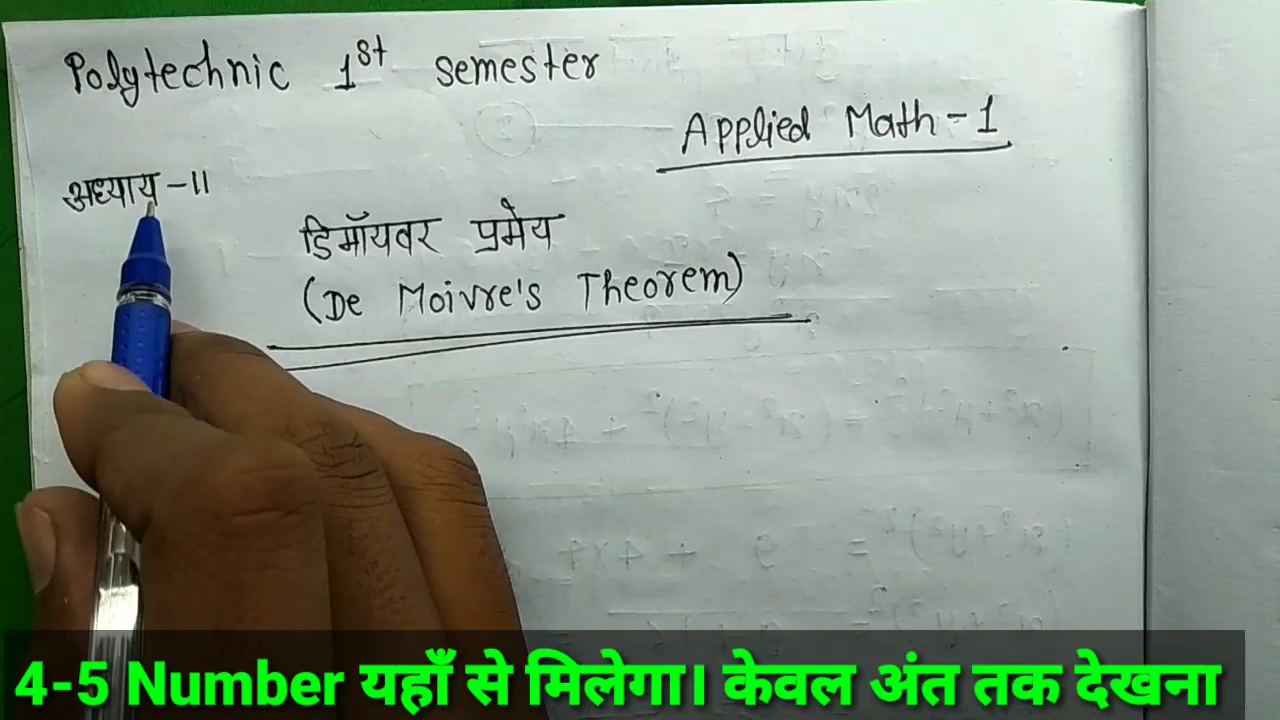 Polytechnic 1st semester
Applied Math-1
अध्याय-11
डिमॉयवर प्रमेय
(De Moivre's Theorem)
4-5 Number यहाँ से मिलेगा। केवल अंत तक देखना